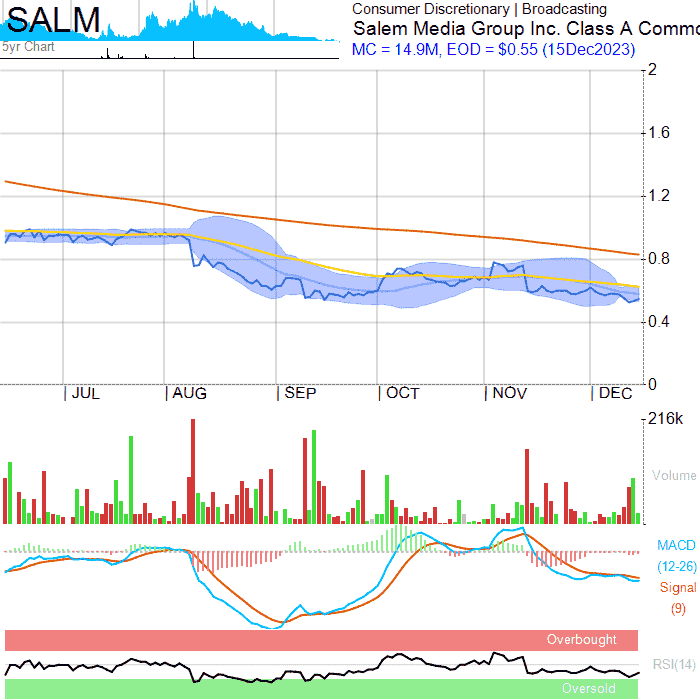 SALM
5yr Chart
Consumer Discretionary | Broadcasting
Salem Media Group Inc. Class A Commo
MC = 14.9M, EOD = $0.55 (15Dec2023)
2
1.6
1.2
0.8
0.4
0
| JUL | AUG | SEP | OCT | NOV | DEC
216k
Volume
MACD
(12-26)
Signal
(9)
Overbought
RSI(14)
Oversold